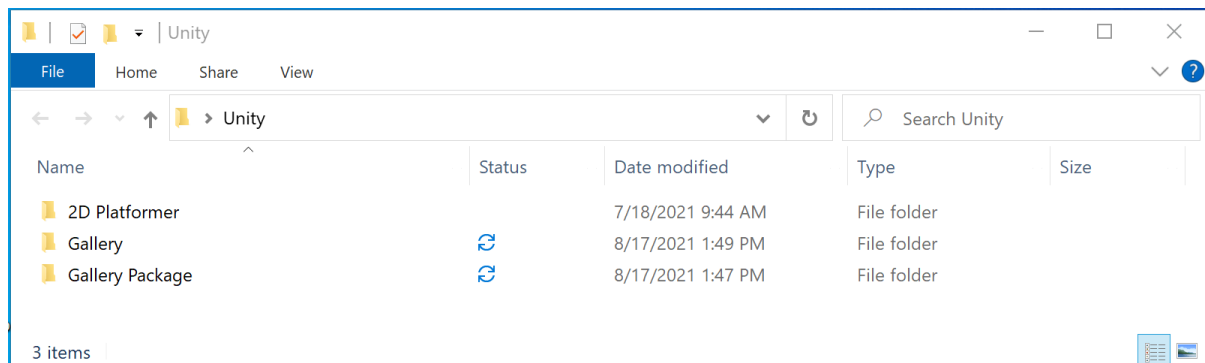 Unity
File Home Share View
Unity Search Unity
Name Status Date modified Type Size
2D Platformer 7/18/2021 9:44 AM File folder
Gallery 8/17/2021 1:49 PM File folder
Gallery Package 8/17/2021 1:47 PM File folder
3 items